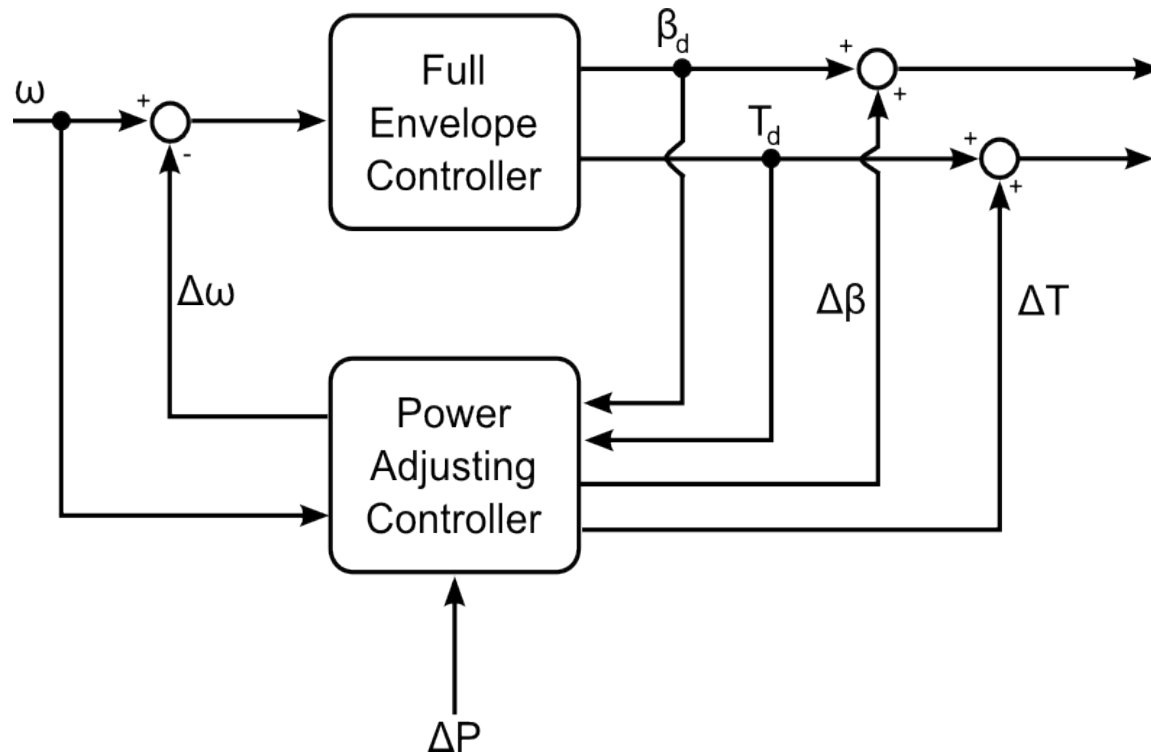 β_d
ω
+
-
Full
Envelope
Controller
+
+
T_d
+
+
Δω
Δβ
ΔT
Power
Adjusting
Controller
ΔP